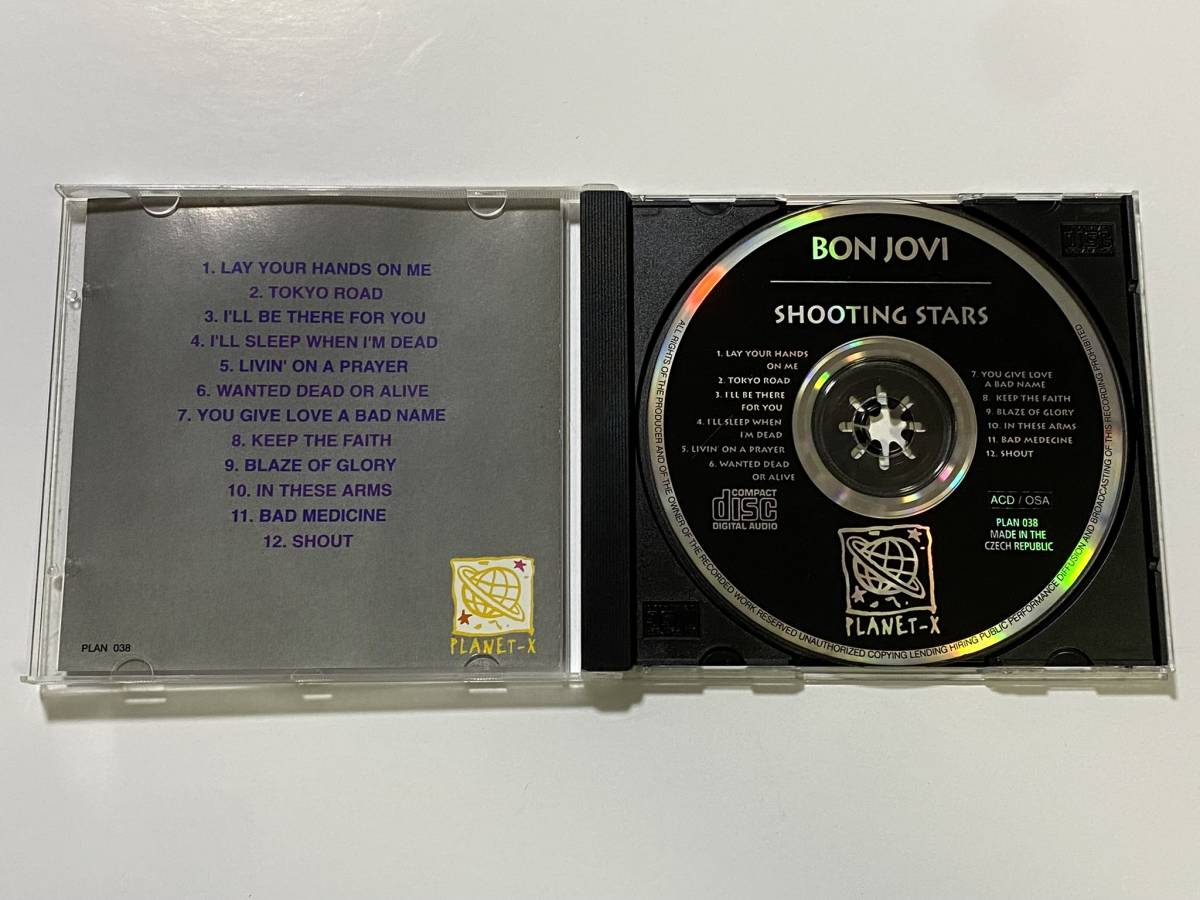 1. LAY YOUR HANDS ON ME
2. TOKYO ROAD
3. I'LL BE THERE FOR YOU
4. I'LL SLEEP WHEN I'M DEAD
5. LIVIN' ON A PRAYER
6. WANTED DEAD OR ALIVE
7. YOU GIVE LOVE A BAD NAME
8. KEEP THE FAITH
9. BLAZE OF GLORY
10. IN THESE ARMS
11. BAD MEDICINE
12. SHOUT
PLAN 038
PLANET-X
BON JOVI
SHOOTING STARS
1. LAY YOUR HANDS
ON ME
2. TOKYO ROAD
3. I'LL BE THERE
FOR YOU
4. I'LL SLEEP WHEN
I'M DEAD
5. LIVIN' ON A PRAYER
6. WANTED DEAD
OR ALIVE
7. YOU GIVE LOVE
A BAD NAME
8. KEEP THE FAITH
9. BLAZE OF GLORY
10. IN THESE ARMS
11. BAD MEDECINE
12. SHOUT
COMPACT
disc
DIGITAL AUDIO
ACD / OSA
PLAN 038
MADE IN THE
CZECH REPUBLIC
PLANET-X
ALL RIGHTS OF THE PRODUCER AND OF THE OWNER OF THE RECORDED WORK RESERVED UNAUTHORIZED COPYING LENDING HIRING PUBLIC PERFORMANCE DIFFUSION AND BROADCASTING OF THIS RECORDING PROHIBITED